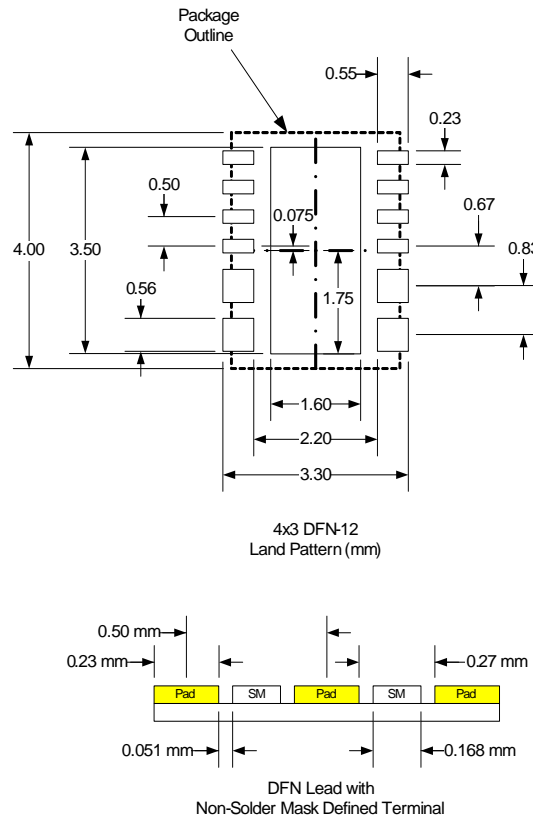 Package
Outline
0.55
0.23
0.50
0.075
0.67
4.00
3.50
0.83
0.56
1.75
1.60
2.20
3.30
4x3 DFN-12
Land Pattern (mm)
0.50 mm
0.23 mm
0.27 mm
Pad
SM
Pad
SM
Pad
0.051 mm
0.168 mm
DFN Lead with
Non-Solder Mask Defined Terminal